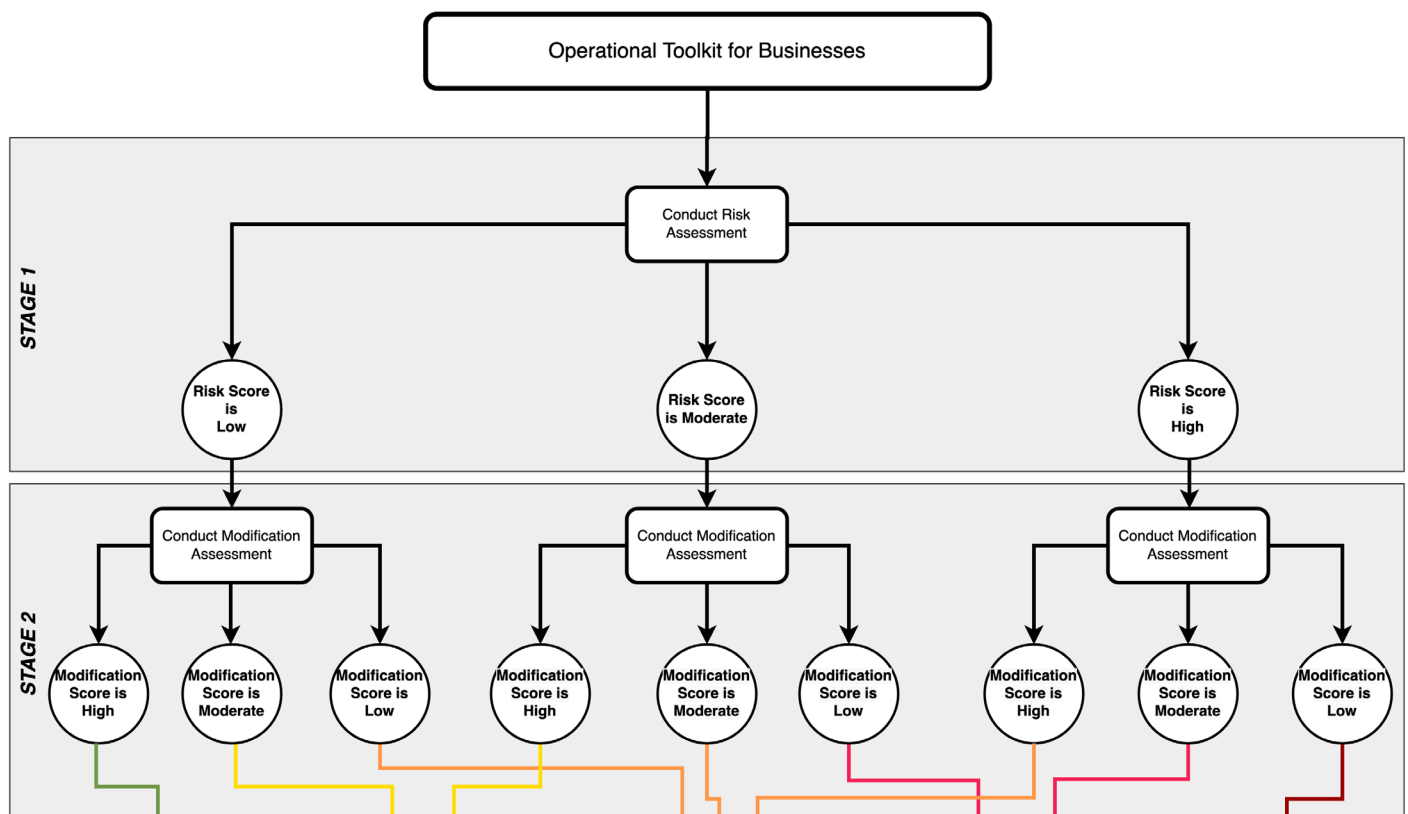 Operational Toolkit for Businesses
STAGE 1
Conduct Risk
Assessment
Risk Score
is
Low
Risk Score
is Moderate
Risk Score
is
High
STAGE 2
Conduct Modification
Assessment
Conduct Modification
Assessment
Conduct Modification
Assessment
Modification
Score is
High
Modification
Score is
Moderate
Modification
Score is
Low
Modification
Score is
High
Modification
Score is
Moderate
Modification
Score is
Low
Modification
Score is
High
Modification
Score is
Moderate
Modification
Score is
Low